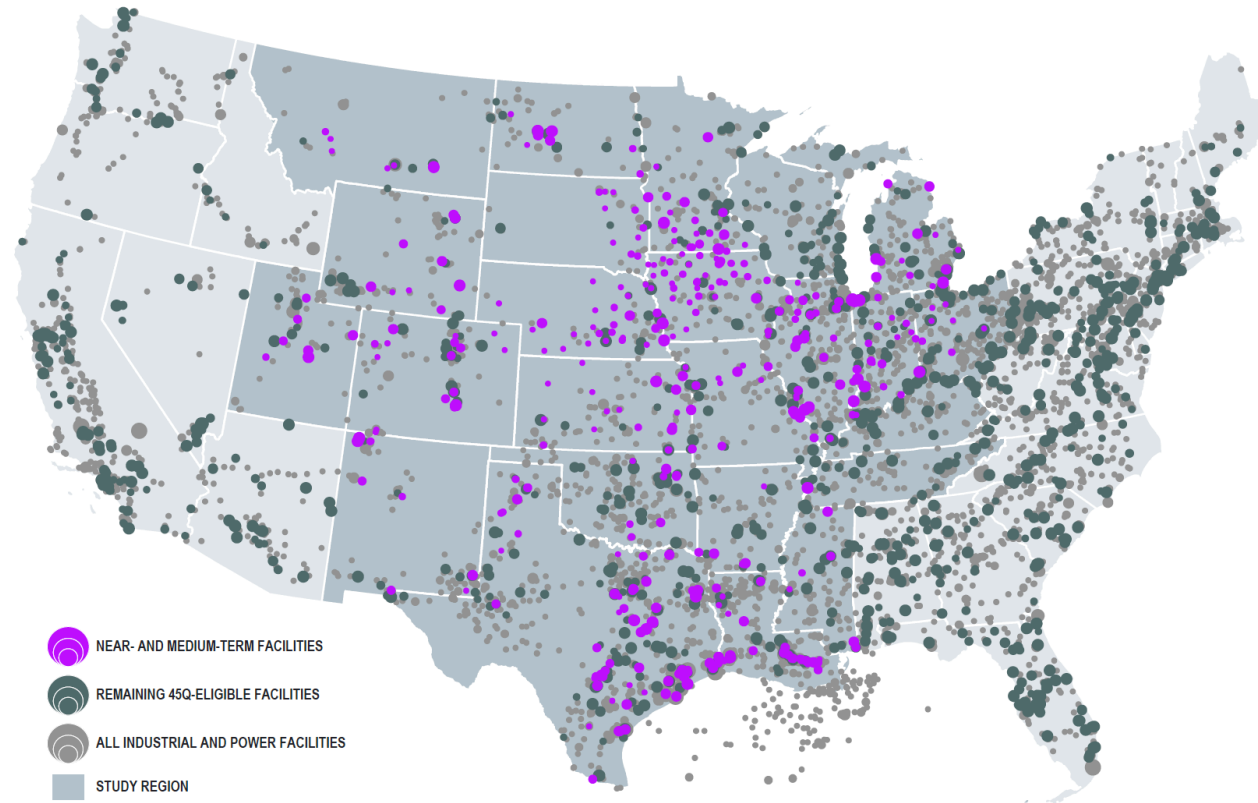 NEAR- AND MEDIUM-TERM FACILITIES
REMAINING 45Q-ELIGIBLE FACILITIES
ALL INDUSTRIAL AND POWER FACILITIES
STUDY REGION